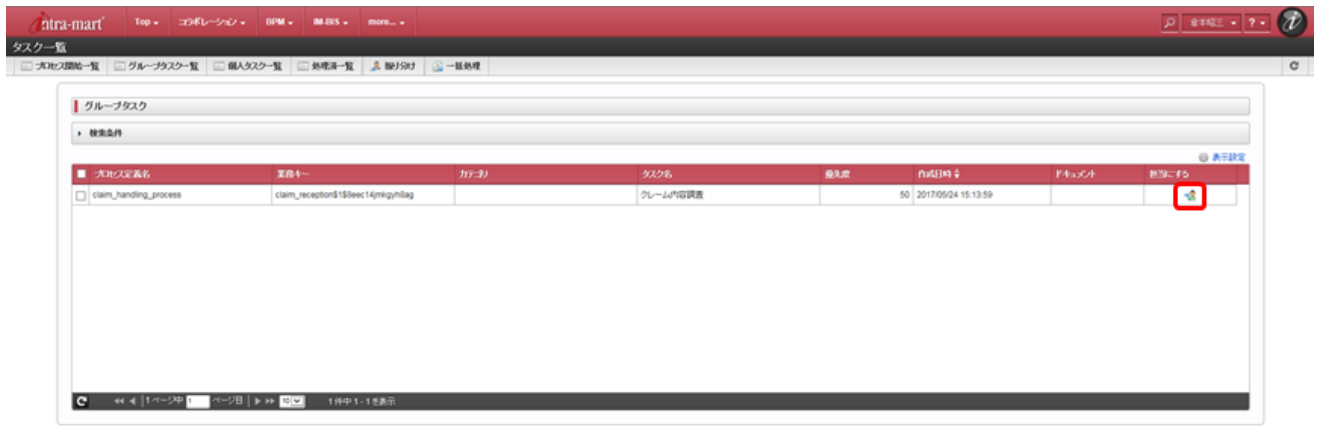 intra-mart Top コラボレーション BPM IM-BIS more... 倉本昭三 ?
タスク一覧
プロセス開始一覧 グループタスク一覧 個人タスク一覧 処理済一覧 振り分け 一括処理
グループタスク
検索条件
表示設定
プロセス定義名 業務キー カテゴリ タスク名 優先度 作成日時 ドキュメント 担当にする
claim_handling_process クレーム内容調査 50 2017/05/24 15:13:59
1 ページ中 1 ページ目 10 1 件中 1 - 1 を表示